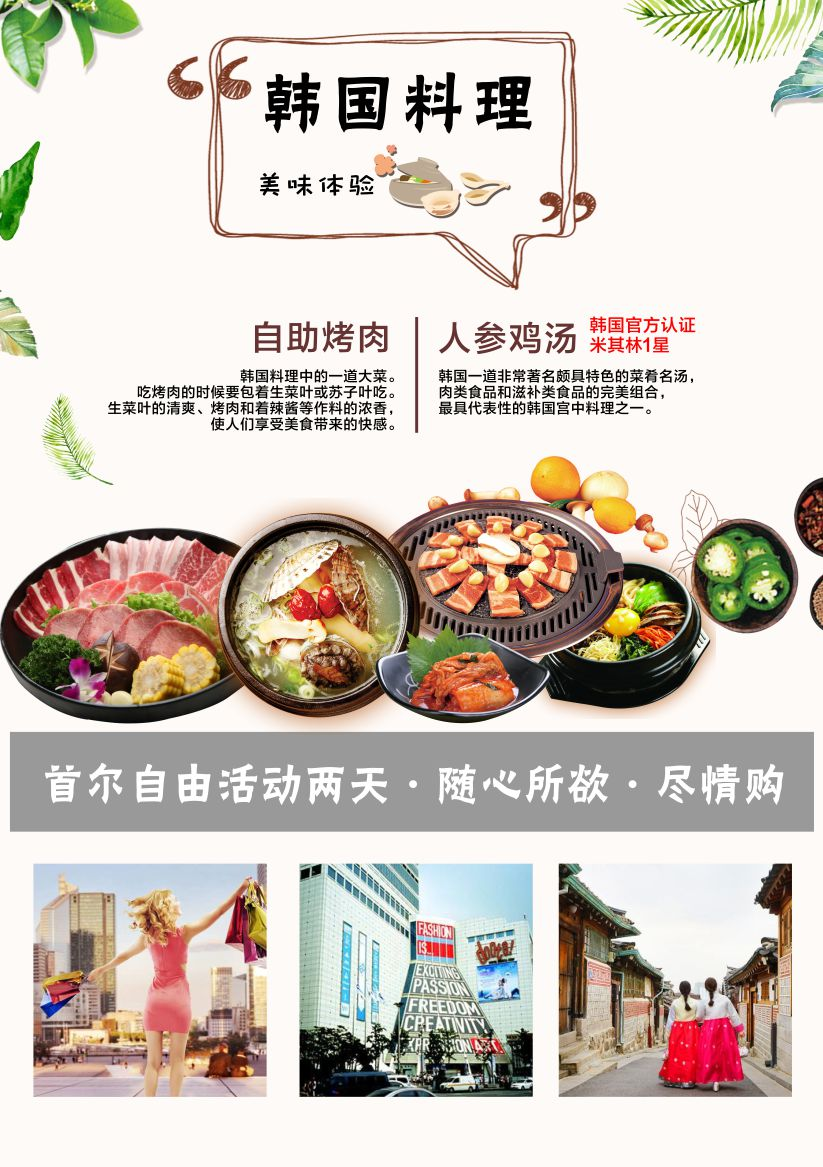 韩国料理
美味体验
自助烤肉
韩国料理中的一道大菜。
吃烤肉的时候要包着生菜叶或苏子叶吃。
生菜叶的清爽、烤肉和着辣酱等作料的浓香，
使人们享受美食带来的快感。
人参鸡汤
韩国官方认证
米其林1星
韩国一道非常著名颇具特色的菜肴名汤，
肉类食品和滋补类食品的完美组合，
最具代表性的韩国宫中料理之一。
首尔自由活动两天·随心所欲·尽情购
FASHION
IS...
EXCITING
PASSION
FREEDOM
CREATIVITY
EXPRESSION ART